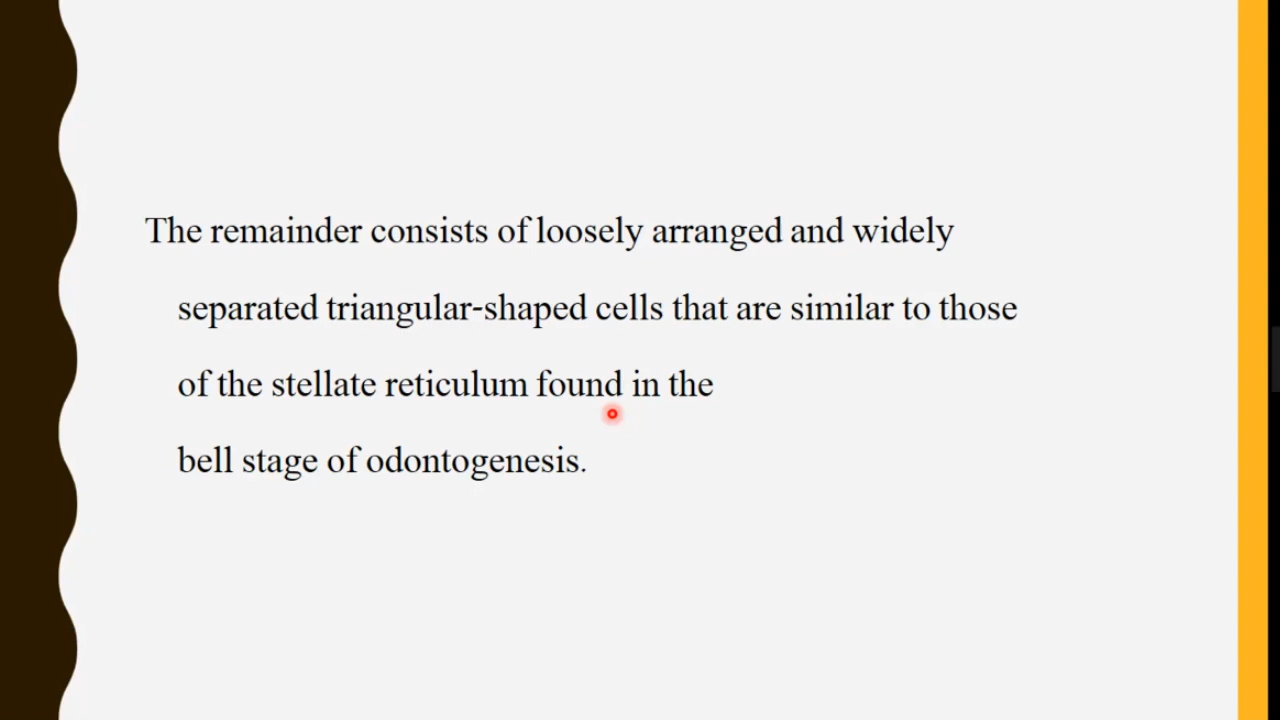 The remainder consists of loosely arranged and widely
separated triangular-shaped cells that are similar to those
of the stellate reticulum found in the
bell stage of odontogenesis.